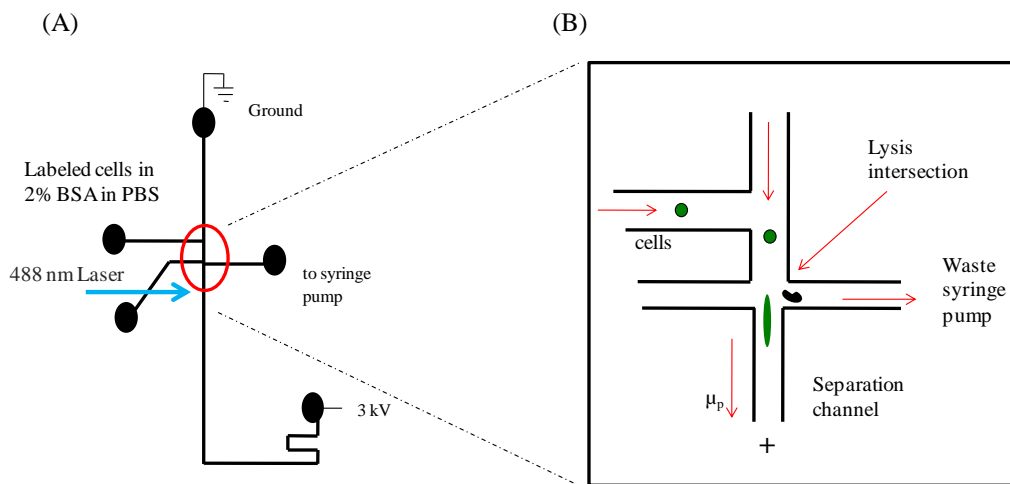 (A)
Ground
Labeled cells in
2% BSA in PBS
488 nm Laser
to syringe
pump
3 kV
(B)
Lysis
intersection
cells
Waste
syringe
pump
Separation
channel
μp
+